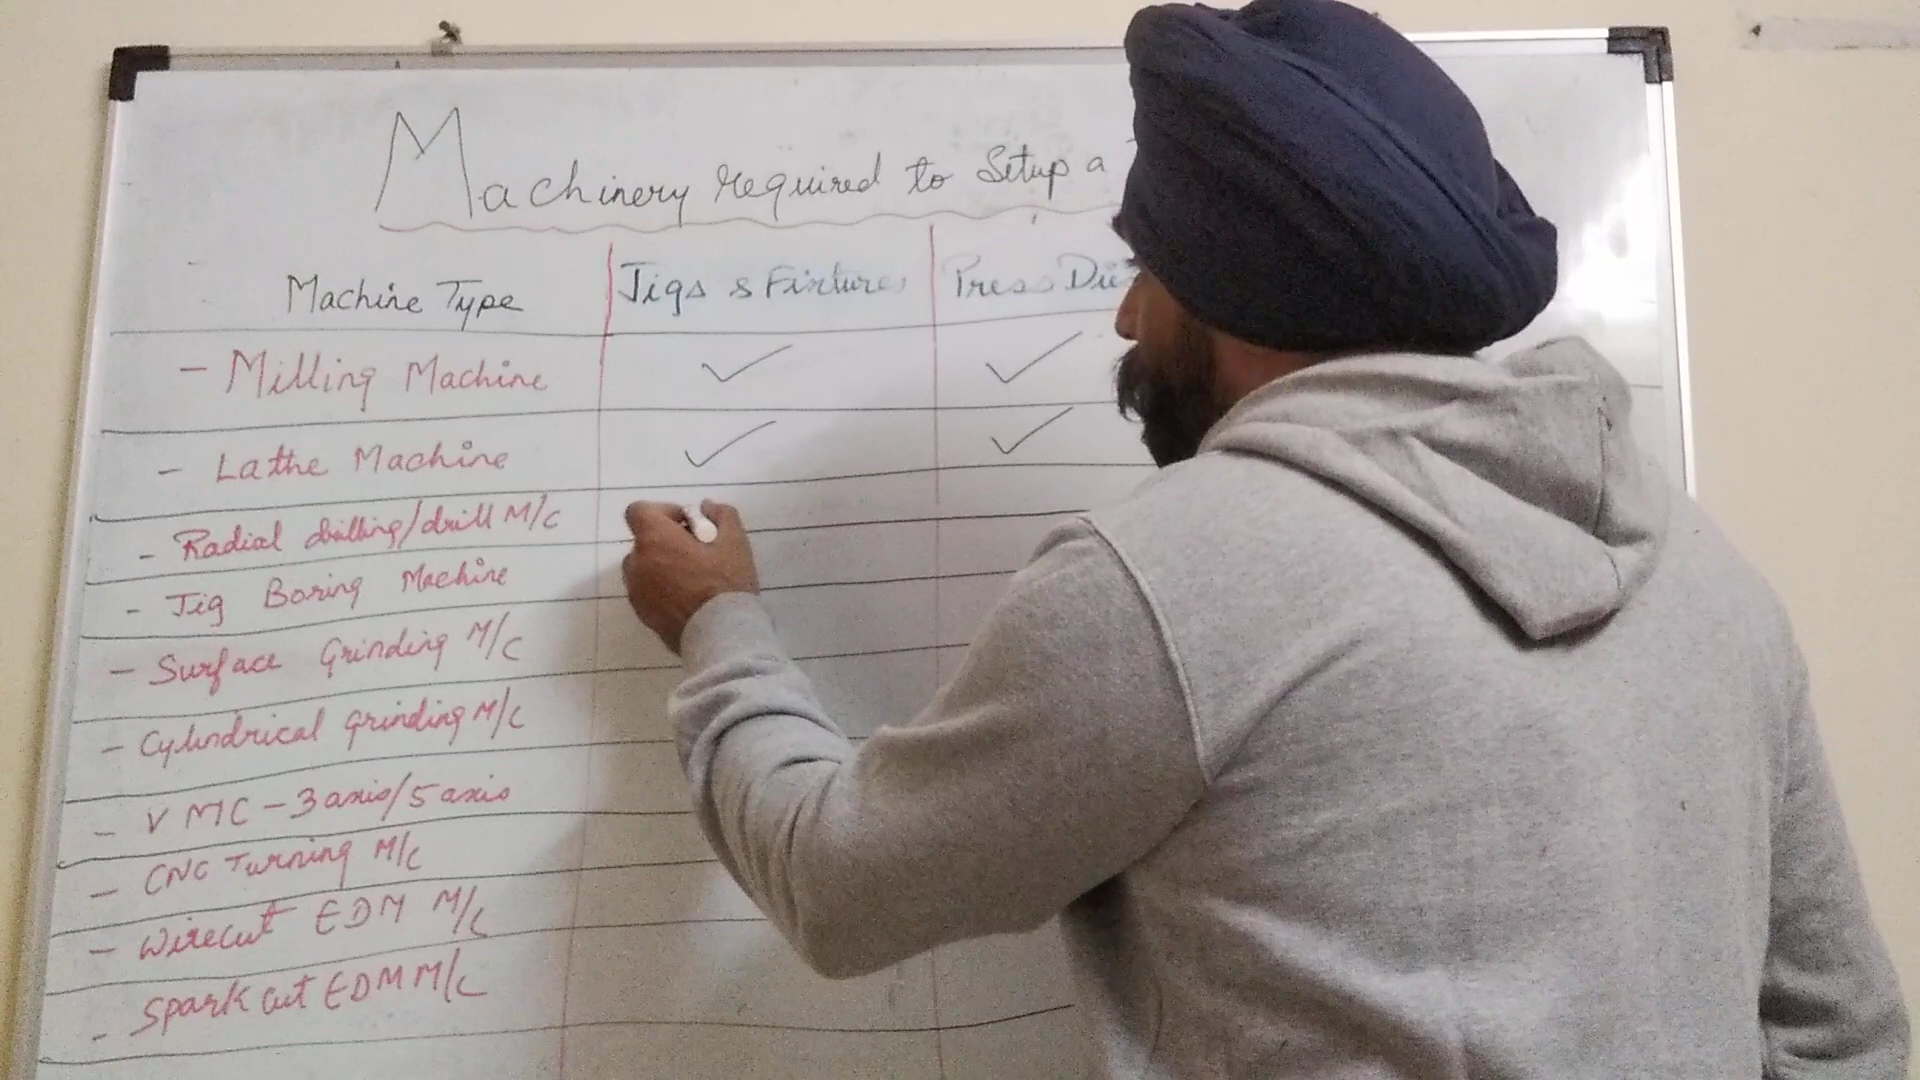 Machinery required to Setup a
Machine Type Jigs & Fixtures Press Die
- Milling Machine ✓ ✓
- Lathe Machine ✓ ✓
- Radial drilling/drill M/C
- Jig Boring Machine
- Surface Grinding M/C
- Cylindrical Grinding M/C
- VMC - 3 axis/5 axis
- CNC Turning M/C
- Wirecut EDM M/C
- Spark cut EDM M/C